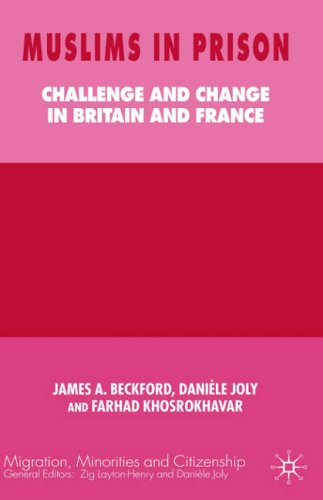 MUSLIMS IN PRISON
CHALLENGE AND CHANGE
IN BRITAIN AND FRANCE
JAMES A. BECKFORD, DANIÈLE JOLY
AND FARHAD KHOSROKHAVAR
Migration, Minorities and Citizenship
General Editors: Zig Layton-Henry and Danièle Joly